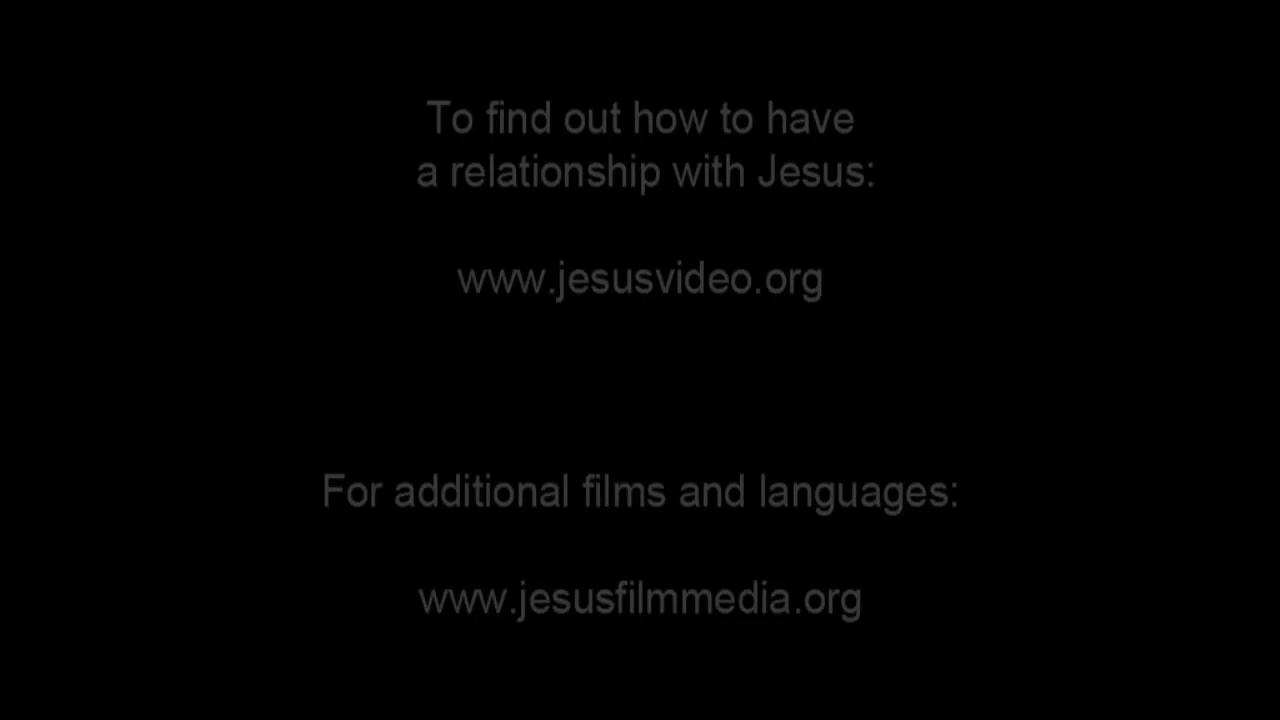 To find out how to have
a relationship with Jesus:
www.jesusvideo.org
For additional films and languages:
www.jesusfilmmedia.org